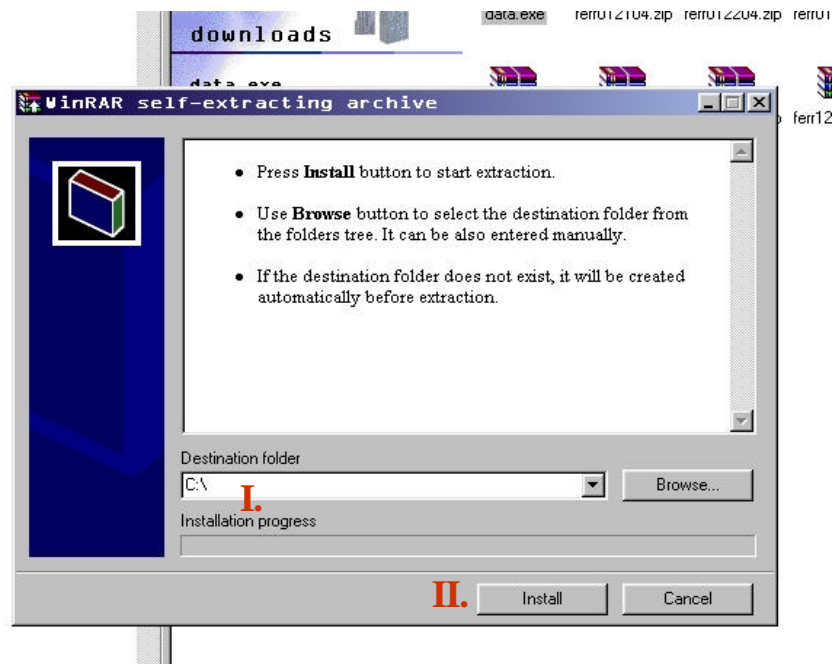 downloads
data.exe
data.exe
ferr012104.zip ferr012204.zip
WinRAR self-extracting archive
• Press Install button to start extraction.
• Use Browse button to select the destination folder from
the folders tree. It can be also entered manually.
• If the destination folder does not exist, it will be created
automatically before extraction.
Destination folder
C:\
I.
Browse...
Installation progress
II.
Install
Cancel